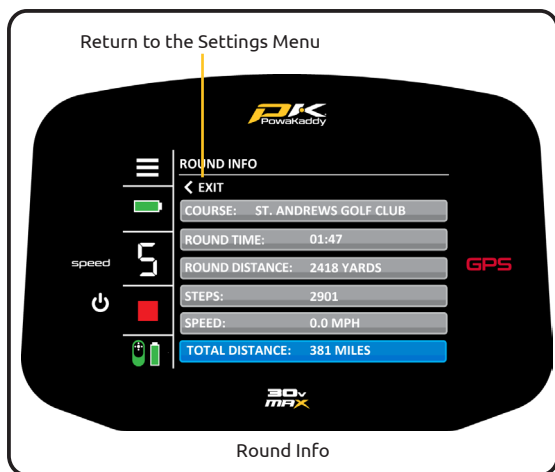 Return to the Settings Menu
PK
PowaKaddy
ROUND INFO
< EXIT
COURSE: ST. ANDREWS GOLF CLUB
ROUND TIME: 01:47
speed
5
ROUND DISTANCE: 2418 YARDS
GPS
STEPS: 2901
SPEED: 0.0 MPH
TOTAL DISTANCE: 381 MILES
30v
MAX
Round Info